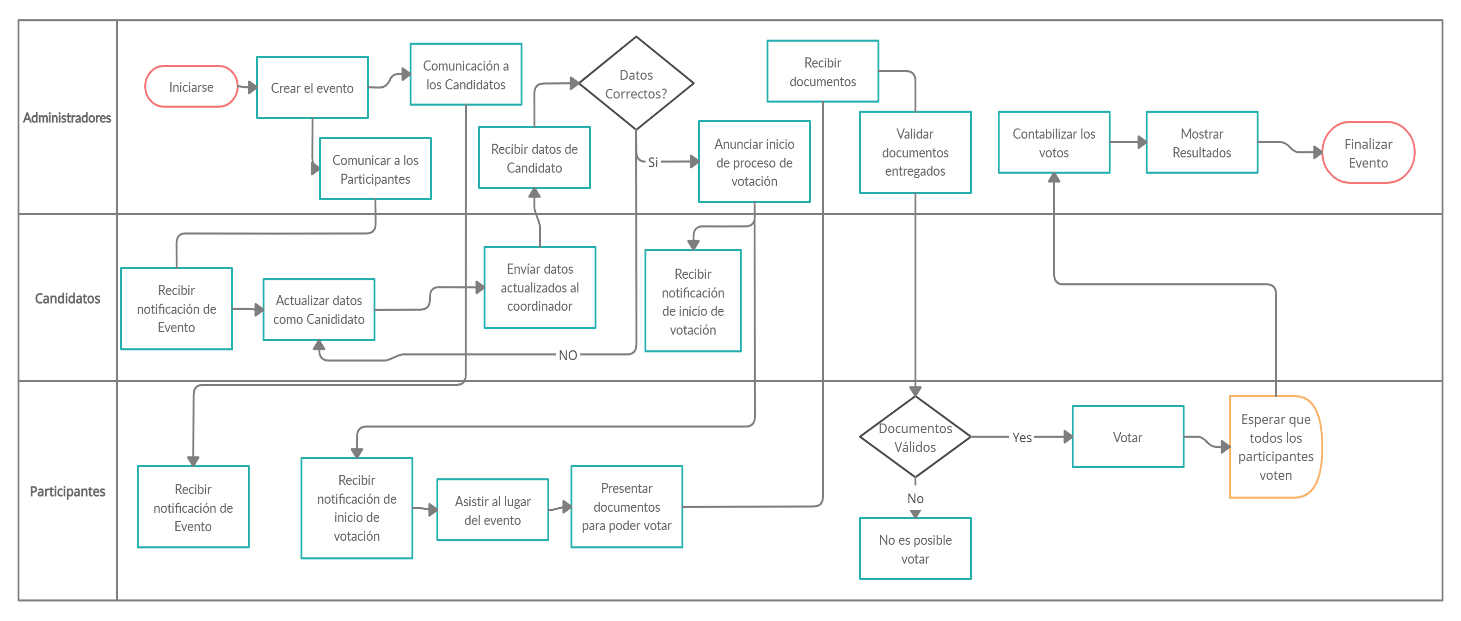 Administradores
Iniciarse
Crear el evento
Comunicación a
los Candidatos
Comunicar a los
Participantes
Recibir datos de
Candidato
Datos
Correctos?
Si
Anunciar inicio
de proceso de
votación
Recibir
documentos
Validar
documentos
entregados
Contabilizar los
votos
Mostrar
Resultados
Finalizar
Evento
Candidatos
Recibir
notificación de
Evento
Actualizar datos
como Canididato
Envíar datos
actualizados al
coordinador
NO
Recibir
notificación
de inicio de
votación
Participantes
Recibir
notificación de
Evento
Recibir
notificación de
inicio de
votación
Asistir al lugar
del evento
Presentar
documentos
para poder votar
Documentos
Válidos
Yes
No
No es posible
votar
Votar
Esperar que
todos los
participantes
voten